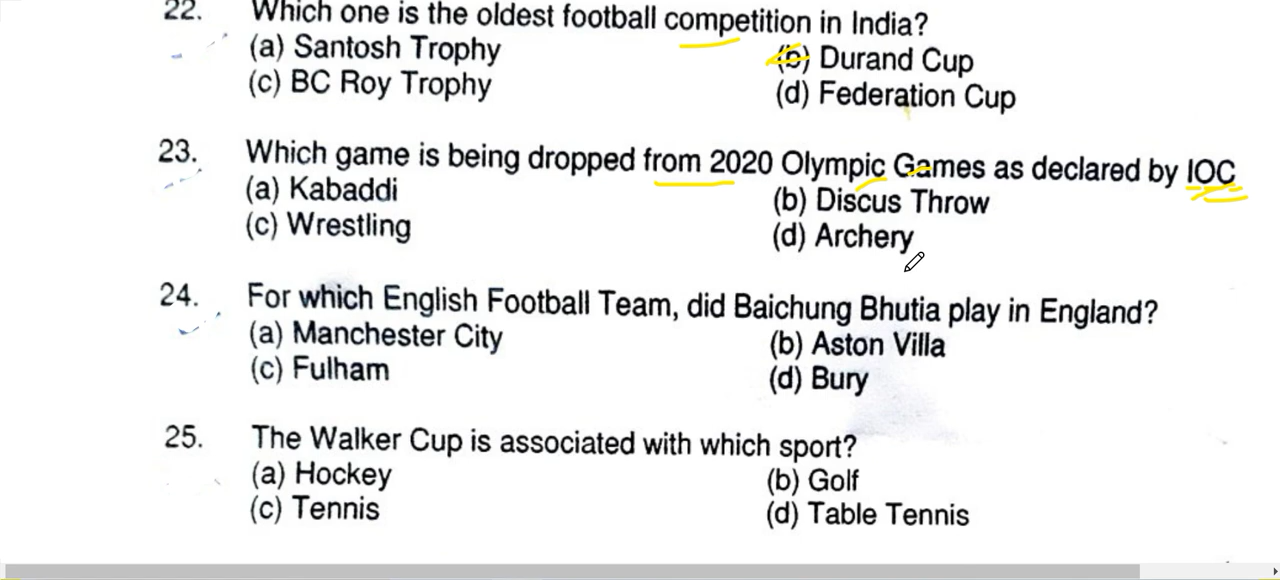 22. Which one is the oldest football competition in India?
(a) Santosh Trophy (b) Durand Cup
(c) BC Roy Trophy (d) Federation Cup
23. Which game is being dropped from 2020 Olympic Games as declared by IOC
(a) Kabaddi (b) Discus Throw
(c) Wrestling (d) Archery
24. For which English Football Team, did Baichung Bhutia play in England?
(a) Manchester City (b) Aston Villa
(c) Fulham (d) Bury
25. The Walker Cup is associated with which sport?
(a) Hockey (b) Golf
(c) Tennis (d) Table Tennis